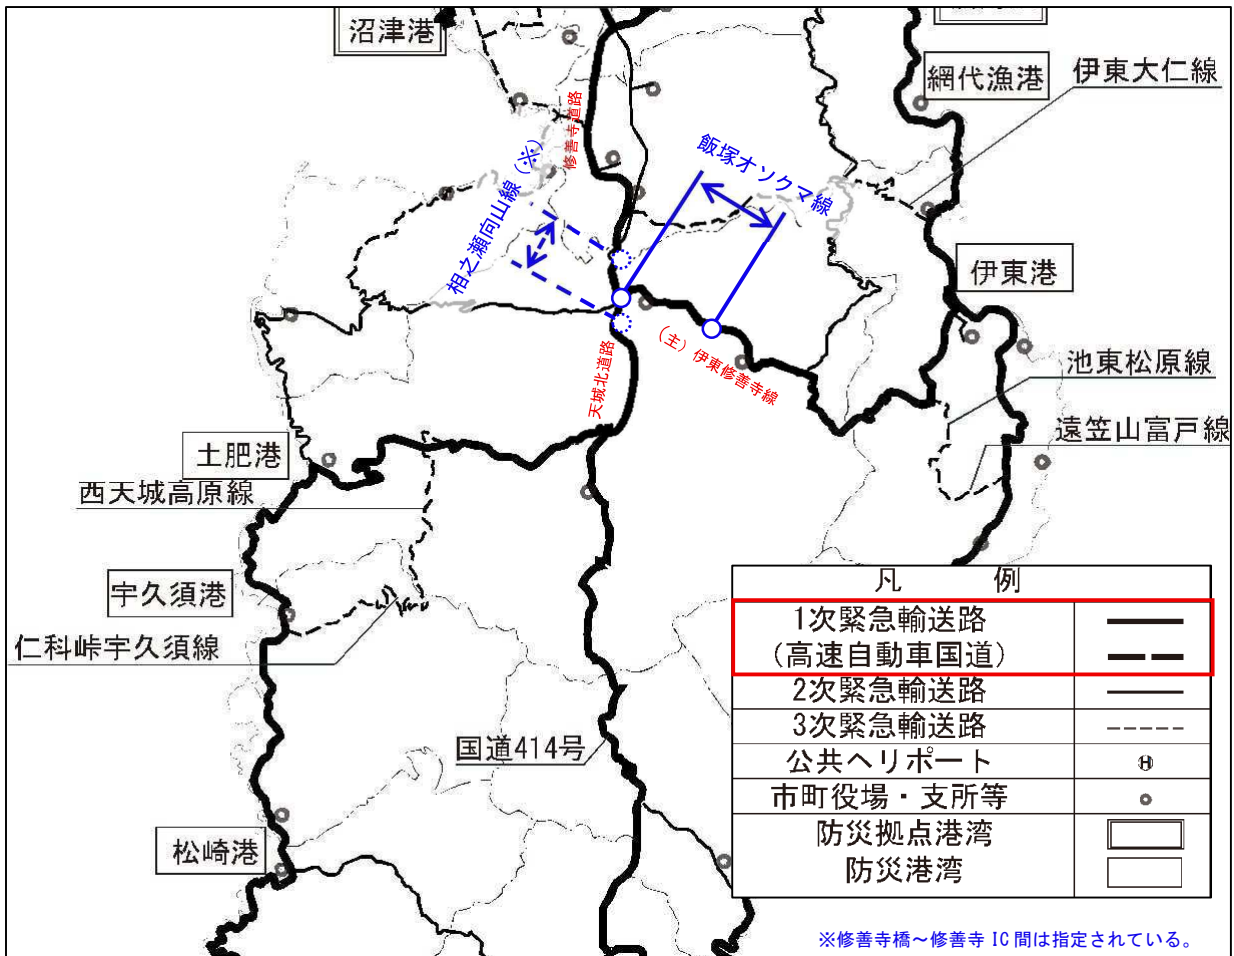 沼津港
網代漁港
伊東大仁線
修善寺道路
飯塚オソクマ線
相之瀬向山線(※)
伊東港
(主)伊東修善寺線
天城北道路
池東松原線
遠笠山富戸線
土肥港
西天城高原線
宇久須港
仁科峠宇久須線
国道414号
松崎港
凡 例
1次緊急輸送路
(高速自動車国道)
2次緊急輸送路
3次緊急輸送路
公共ヘリポート
H
市町役場・支所等
防災拠点港湾
防災港湾
※修善寺橋~修善寺 IC 間は指定されている。